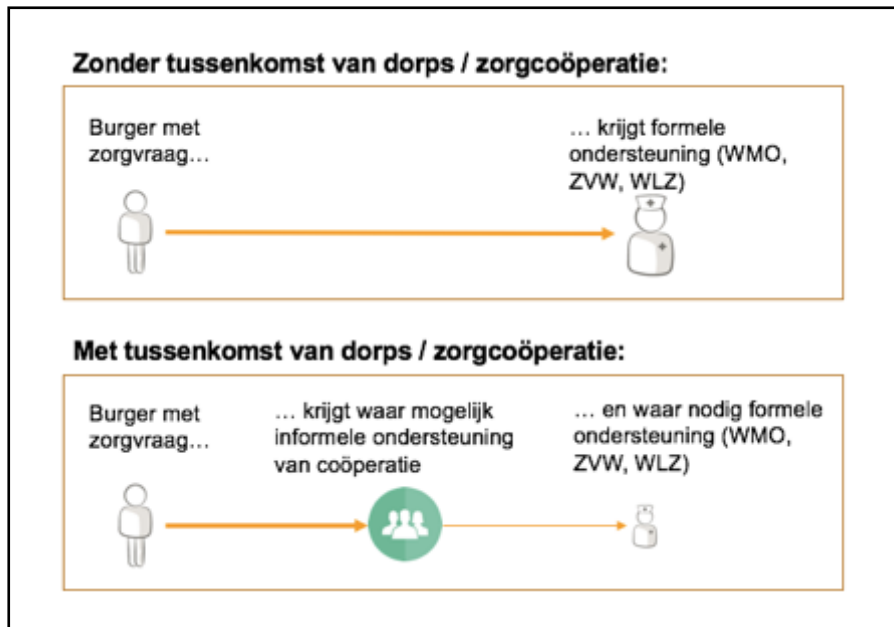 Zonder tussenkomst van dorps / zorgcoöperatie:
Burger met
zorgvraag…
… krijgt formele
ondersteuning (WMO,
ZVW, WLZ)
Met tussenkomst van dorps / zorgcoöperatie:
Burger met
zorgvraag…
… krijgt waar mogelijk
informele ondersteuning
van coöperatie
… en waar nodig formele
ondersteuning (WMO,
ZVW, WLZ)